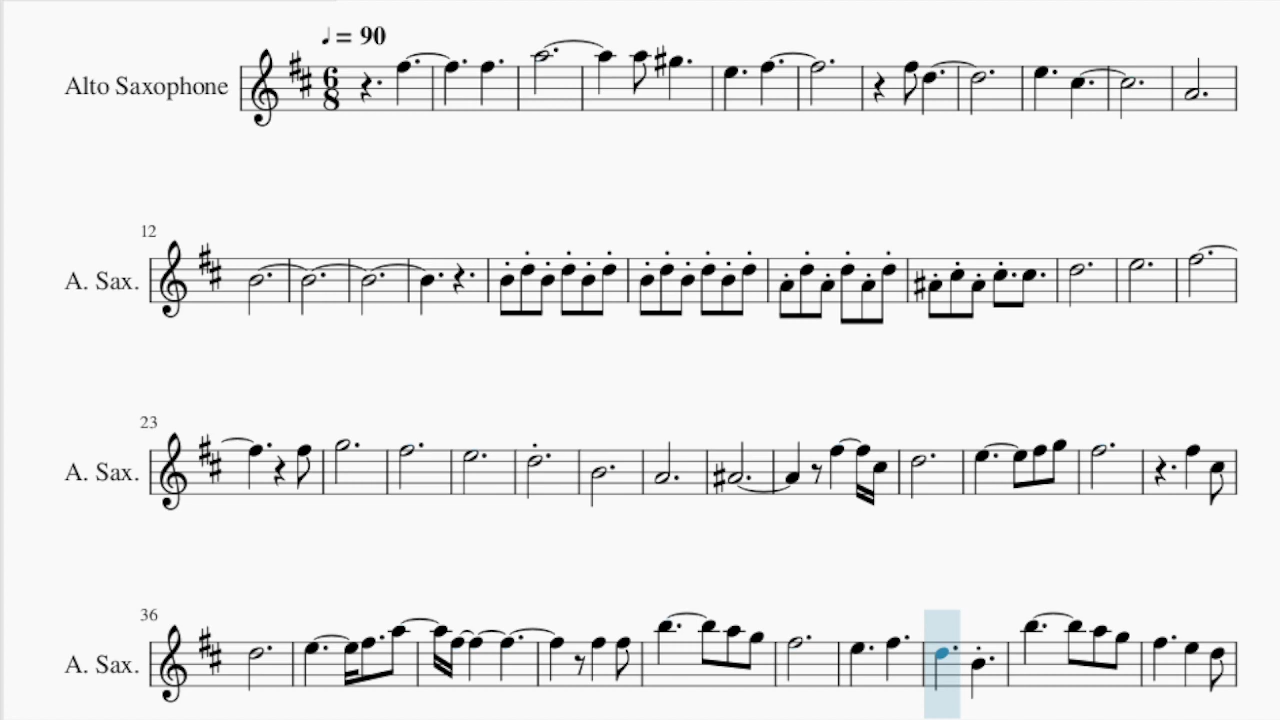 ♩ = 90
Alto Saxophone
6
8
12
A. Sax.
23
A. Sax.
36
A. Sax.